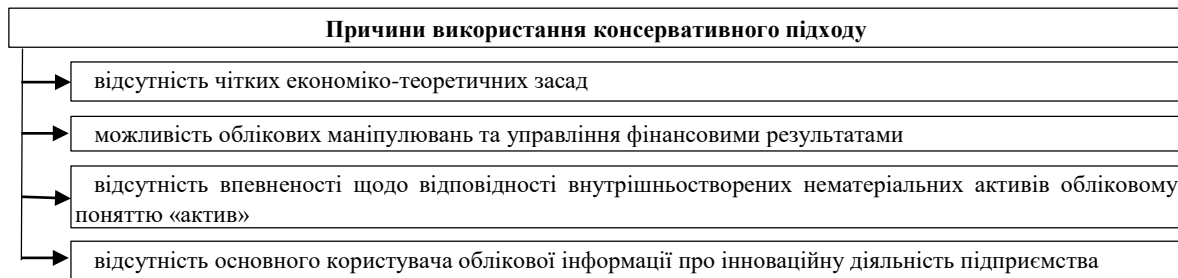 Причини використання консервативного підходу
відсутність чітких економіко-теоретичних засад
можливість облікових маніпулювань та управління фінансовими результатами
відсутність впевненості щодо відповідності внутрішньостворених нематеріальних активів обліковому
поняттю «актив»
відсутність основного користувача облікової інформації про інноваційну діяльність підприємства